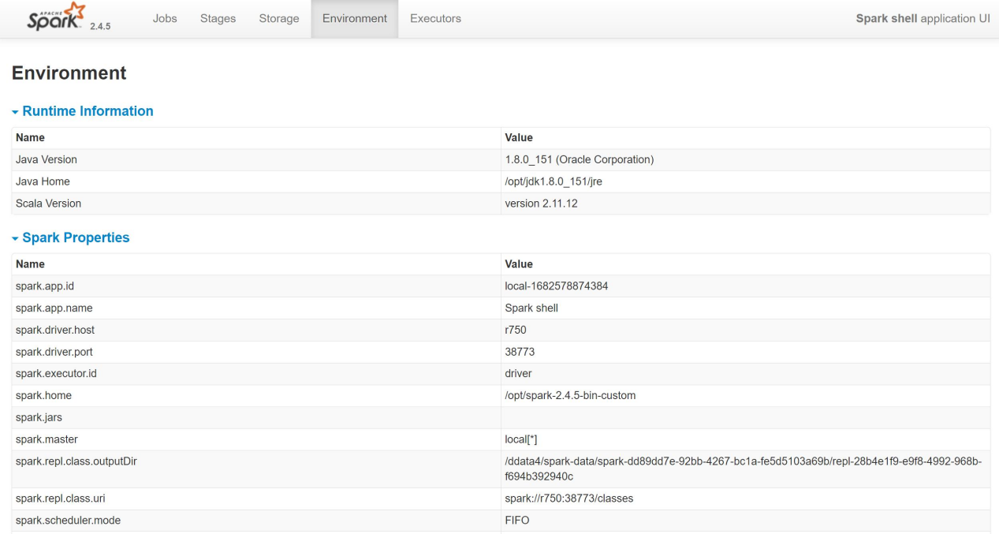 APACHE
Spark 2.4.5 Jobs Stages Storage Environment Executors Spark shell application UI
Environment
Runtime Information
Name Value
Java Version 1.8.0_151 (Oracle Corporation)
Java Home /opt/jdk1.8.0_151/jre
Scala Version version 2.11.12
Spark Properties
Name Value
spark.app.id local-1682578874384
spark.app.name Spark shell
spark.driver.host r750
spark.driver.port 38773
spark.executor.id driver
spark.home /opt/spark-2.4.5-bin-custom
spark.jars
spark.master local[*]
spark.repl.class.outputDir /ddata4/spark-data/spark-dd89dd7e-92bb-4267-bc1a-fe5d5103a69b/repl-28b4e1f9-e9f8-4992-968b-
f694b392940c
spark.repl.class.uri spark://r750:38773/classes
spark.scheduler.mode FIFO